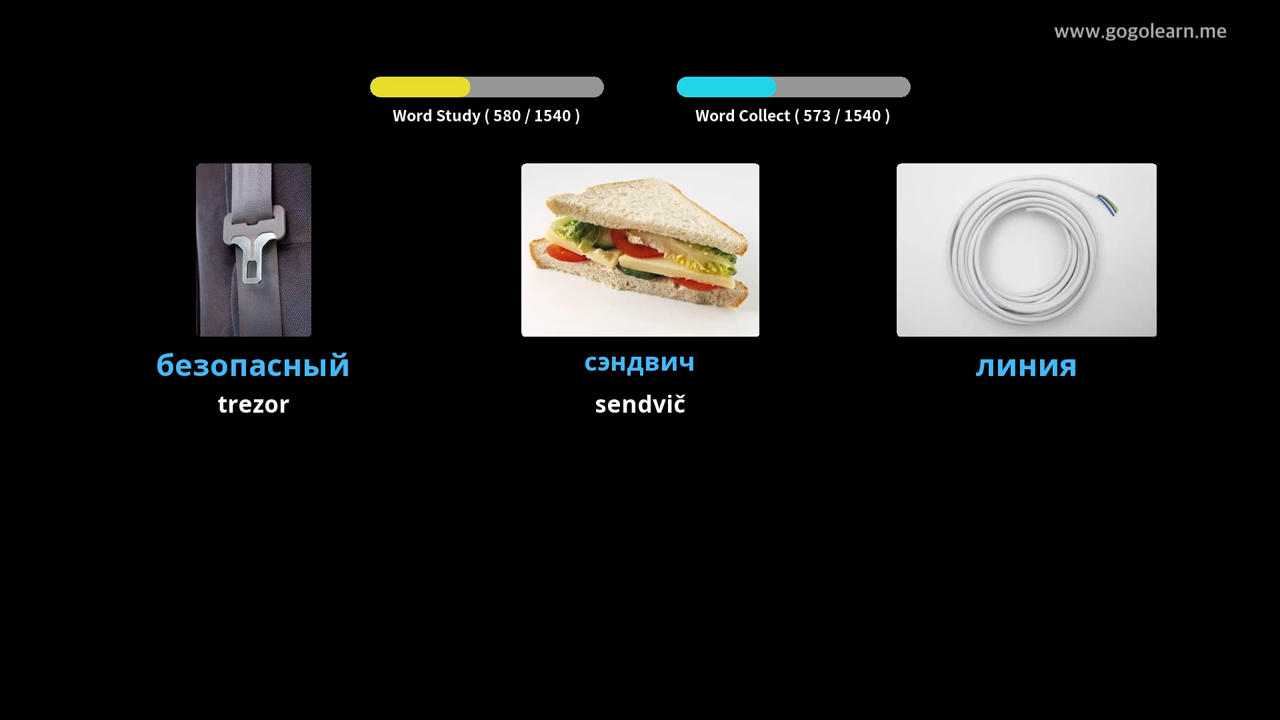 www.gogolearn.me
Word Study ( 580 / 1540 )
Word Collect ( 573 / 1540 )
безопасный
сэндвич
линия
trezor
sendvič